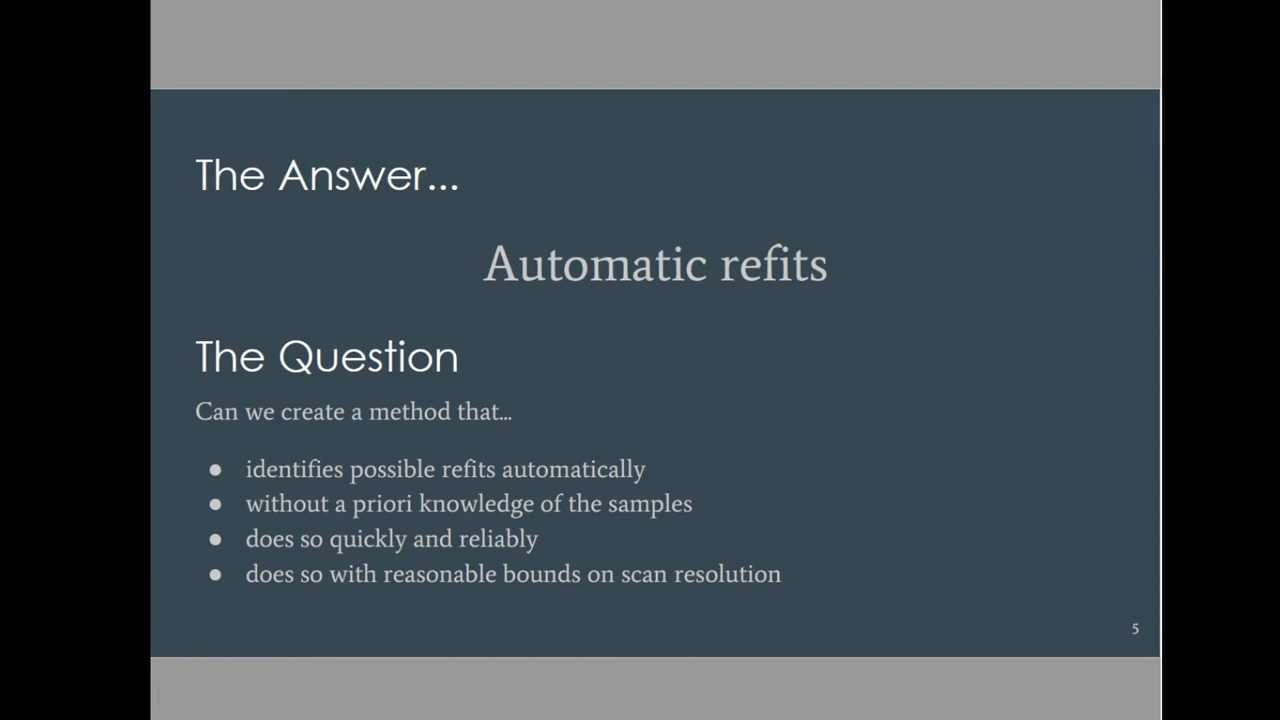 The Answer...
Automatic refits
The Question
Can we create a method that…
● identifies possible refits automatically
● without a priori knowledge of the samples
● does so quickly and reliably
● does so with reasonable bounds on scan resolution
5